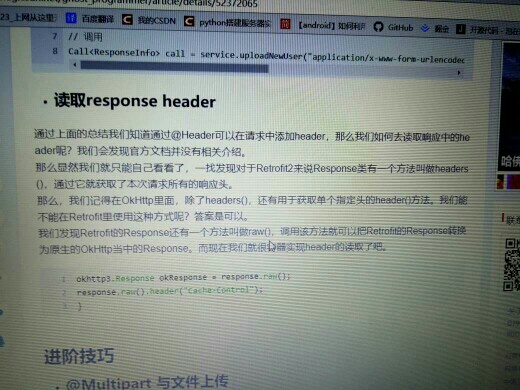 /ghost_programmer/article/details/52372065
23_上网从这里
百度翻译
我的CSDN
python搭建服务器实
【android】如何利
GitHub
掘金
开源代码
7 // 调用
8 Call<ResponseInfo> call = service.uploadNewUser("application/x-www-form-urlencoded
• 读取response header
通过上面的总结我们知道通过@Header可以在请求中添加header，那么我们如何去读取响应中的he
ader呢？我们会发现官方文档并没有相关介绍。
那么显然我们就只能自己看看了，一找发现对于Retrofit2来说Response类有一个方法叫做headers
()，通过它就获取了本次请求所有的响应头。
那么，我们记得在OkHttp里面，除了headers()，还有用于获取单个指定头的header()方法。我们能
不能在Retrofit里使用这种方式呢？答案是可以。
我们发现Retrofit的Response还有一个方法叫做raw()，调用该方法就可以把Retrofit的Response转换
为原生的OkHttp当中的Response。而现在我们就很容器实现header的读取了吧。
1 okhttp3.Response okResponse = response.raw();
2 response.raw().header("Cache-Control");
3 }
进阶技巧
• @Multipart 与文件上传
哈佛
联